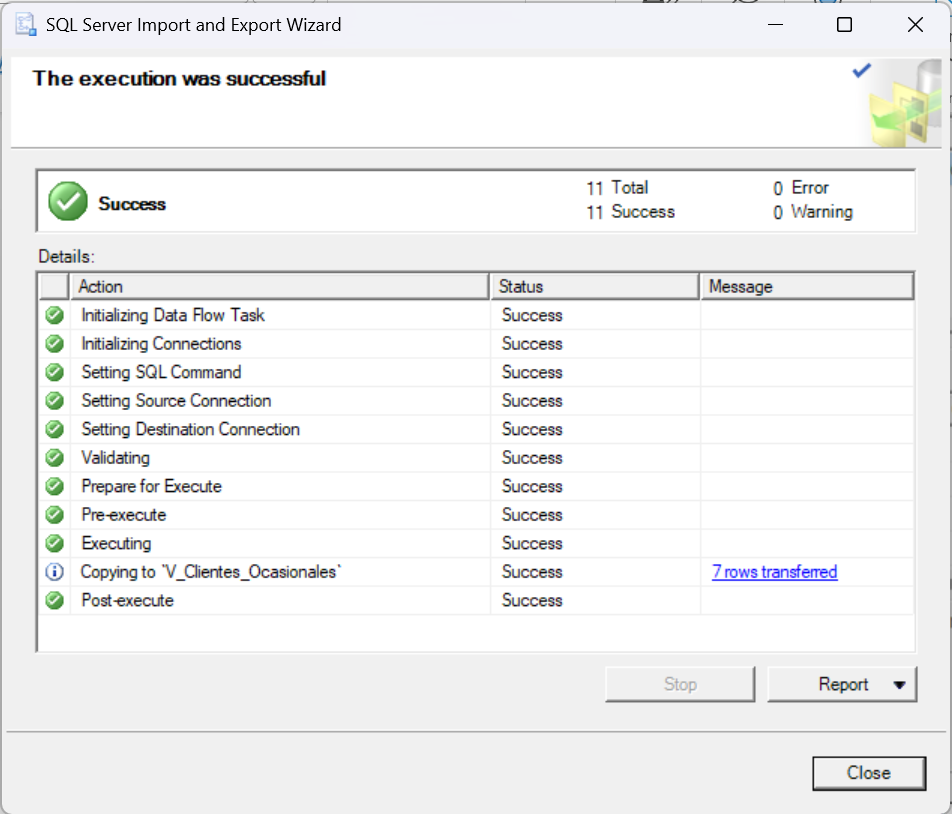 SQL Server Import and Export Wizard
The execution was successful
Success
11 Total
0 Error
11 Success
0 Warning
Details:
Action Status Message
Initializing Data Flow Task Success
Initializing Connections Success
Setting SQL Command Success
Setting Source Connection Success
Setting Destination Connection Success
Validating Success
Prepare for Execute Success
Pre-execute Success
Executing Success
Copying to `V_Clientes_Ocasionales` Success 7 rows transferred
Post-execute Success
Stop
Report
Close